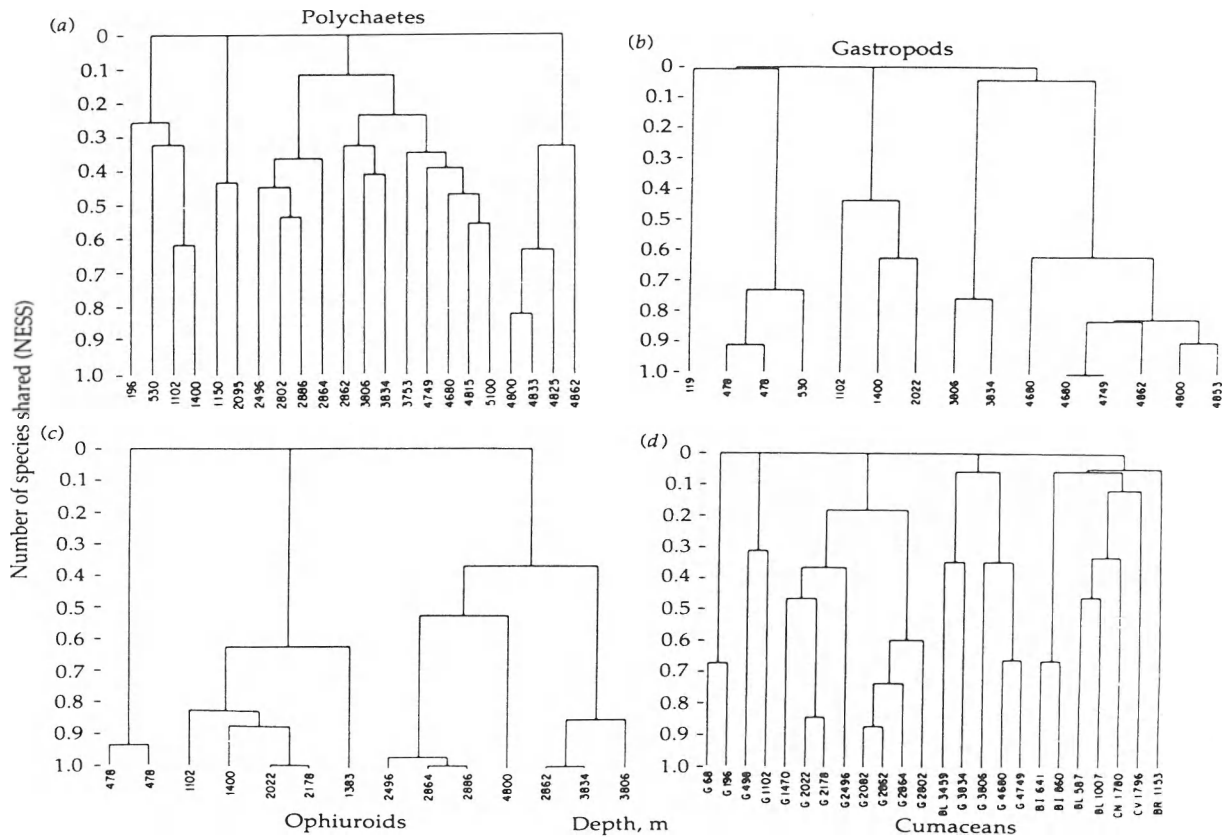 (a)
Polychaetes
0
0.1
0.2
0.3
0.4
0.5
0.6
0.7
0.8
0.9
1.0
196
530
1102
1400
1150
2095
2496
2802
2886
2864
2862
3806
3834
3753
4749
4680
4815
5100
4800
4833
4825
4862
(b)
Gastropods
0
0.1
0.2
0.3
0.4
0.5
0.6
0.7
0.8
0.9
1.0
119
478
478
530
1102
1400
2022
3806
3834
4680
4680
4749
4862
4800
4853
Number of species shared (NESS)
(c)
0
0.1
0.2
0.3
0.4
0.5
0.6
0.7
0.8
0.9
1.0
478
478
1102
1400
2022
2178
1383
2496
2864
2886
4800
2862
3834
3806
Ophiuroids
Depth, m
(d)
0
0.1
0.2
0.3
0.4
0.5
0.6
0.7
0.8
0.9
1.0
G 68
G 196
G 498
G 1102
G 1470
G 2022
G 2178
G 2496
G 2082
G 2862
G 2864
G 2802
BL 3459
G 3834
G 3806
G 4680
G 4749
BI 641
BI 860
BL 587
BL 1007
CN 1780
CV 1796
BR 1153
Cumaceans